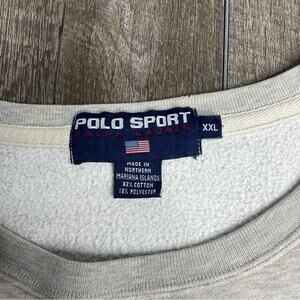 POLO SPORT
RALPH LAUREN
XXL
MADE IN
NORTHERN
MARIANA ISLANDS
82% COTTON
18% POLYESTER